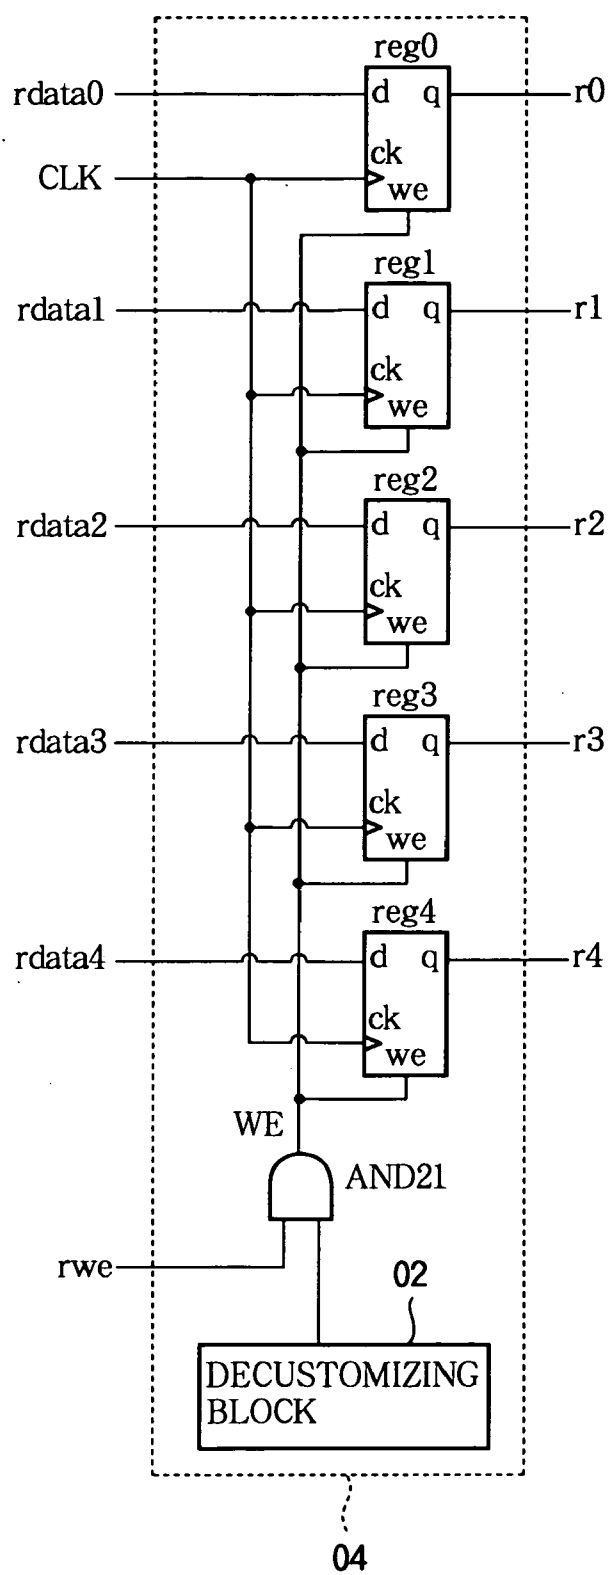 reg0
rdata0 d q r0
CLK ck
we
reg1
rdata1 d q r1
ck
we
reg2
rdata2 d q r2
ck
we
reg3
rdata3 d q r3
ck
we
reg4
rdata4 d q r4
ck
we
WE
AND21
rwe
02
DECUSTOMIZING
BLOCK
04